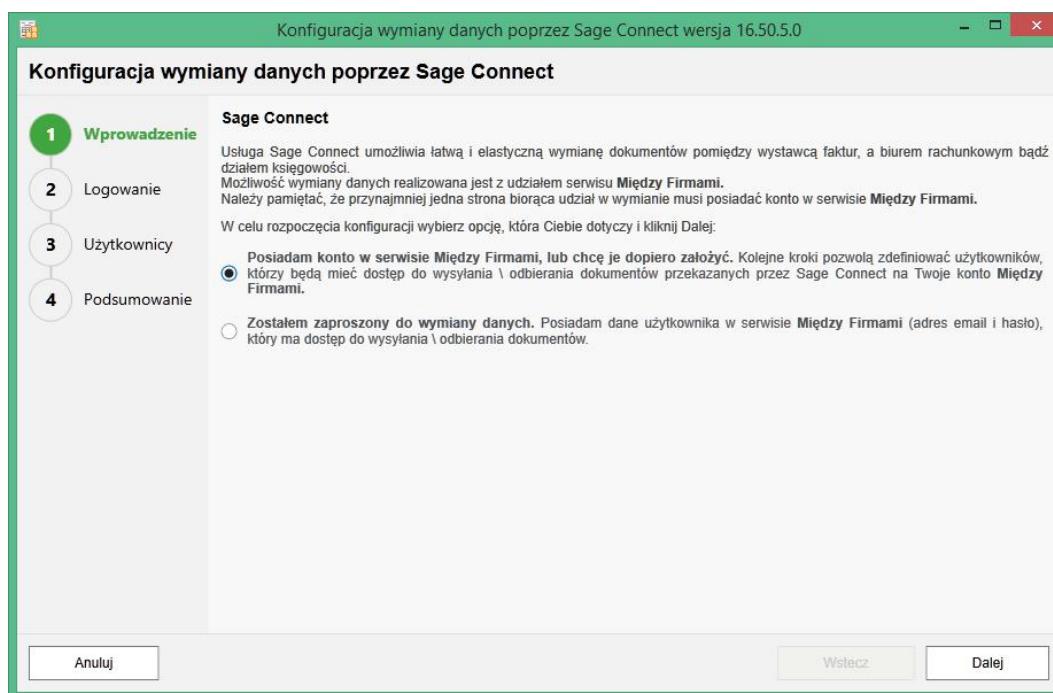 Konfiguracja wymiany danych poprzez Sage Connect wersja 16.50.5.0
Konfiguracja wymiany danych poprzez Sage Connect
1 Wprowadzenie
2 Logowanie
3 Użytkownicy
4 Podsumowanie
Sage Connect
Usługa Sage Connect umożliwia łatwą i elastyczną wymianę dokumentów pomiędzy wystawcą faktur, a biurem rachunkowym bądź
działem księgowości.
Możliwość wymiany danych realizowana jest z udziałem serwisu Między Firmami.
Należy pamiętać, że przynajmniej jedna strona biorąca udział w wymianie musi posiadać konto w serwisie Między Firmami.
W celu rozpoczęcia konfiguracji wybierz opcję, która Ciebie dotyczy i kliknij Dalej:
Posiadam konto w serwisie Między Firmami, lub chcę je dopiero założyć. Kolejne kroki pozwolą zdefiniować użytkowników,
którzy będą mieć dostęp do wysyłania \ odbierania dokumentów przekazanych przez Sage Connect na Twoje konto Między
Firmami.
Zostałem zaproszony do wymiany danych. Posiadam dane użytkownika w serwisie Między Firmami (adres email i hasło),
który ma dostęp do wysyłania \ odbierania dokumentów.
Anuluj
Wstecz
Dalej